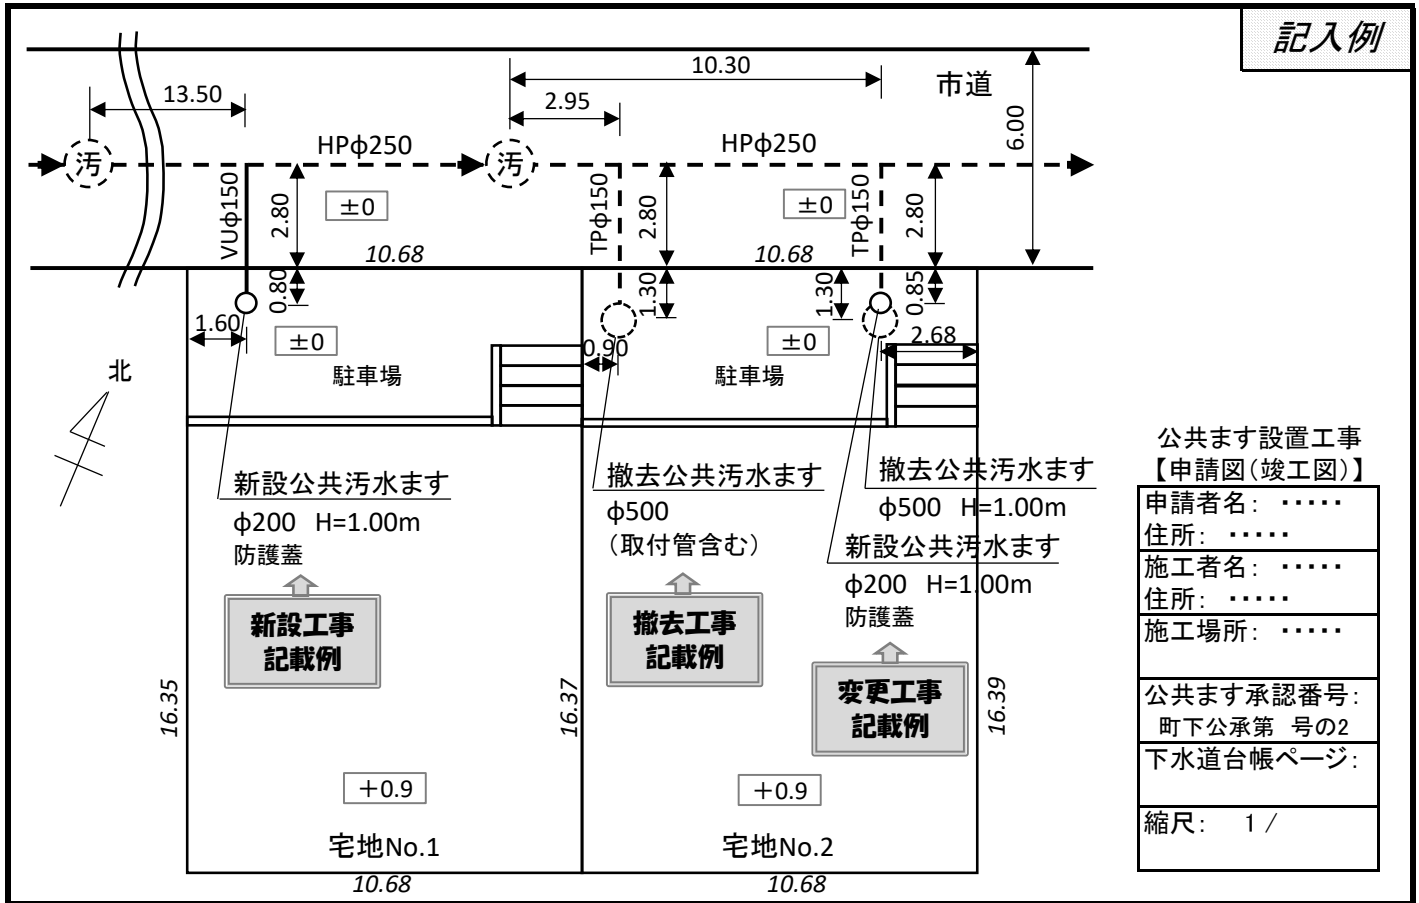 記入例
10.30
市道
13.50
2.95
6.00
HPφ250
HPφ250
汚
汚
VUφ150
2.80
±0
TPφ150
2.80
±0
TPφ150
2.80
10.68
10.68
0.80
1.30
1.30
0.85
1.60
±0
0.90
±0
2.68
北
駐車場
駐車場
新設公共汚水ます
φ200 H=1.00m
防護蓋
撤去公共汚水ます
φ500
(取付管含む)
撤去公共汚水ます
φ500 H=1.00m
新設公共汚水ます
φ200 H=1.00m
防護蓋
新設工事
記載例
撤去工事
記載例
変更工事
記載例
16.35
16.37
16.39
+0.9
+0.9
宅地No.1
宅地No.2
10.68
10.68
公共ます設置工事
【申請図(竣工図)】
申請者名: ・・・・・
住所: ・・・・・
施工者名: ・・・・・
住所: ・・・・・
施工場所: ・・・・・
公共ます承認番号:
町下公承第 号の2
下水道台帳ページ:
縮尺: 1/